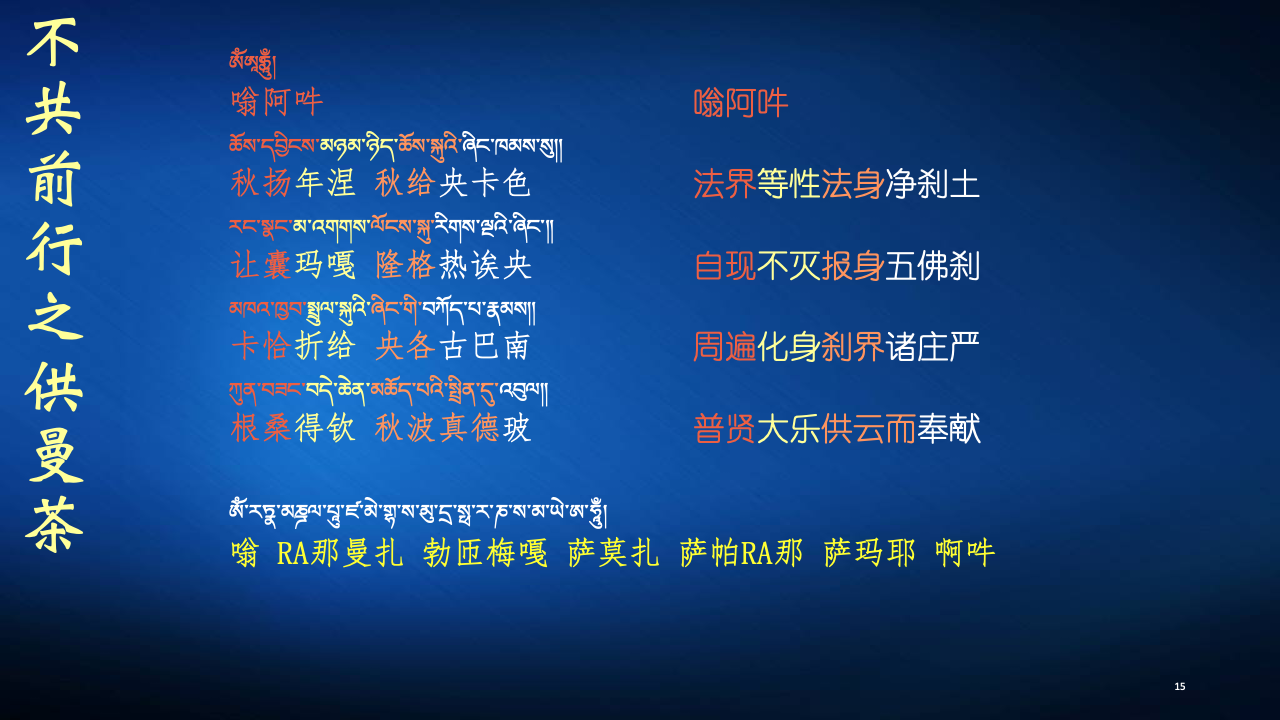 不共前行之供曼茶
ༀ་ཨཱཿཧཱུྃ།
嗡阿吽 嗡阿吽
ཆོས་དབྱིངས་མཉམ་ཉིད་ཆོས་སྐུའི་ཞིང་ཁམས་སུ།།
秋扬年涅 秋给央卡色 法界等性法身净刹土
རང་སྣང་མ་འགགས་ལོངས་སྐུ་རིགས་ལྔའི་ཞིང་།།
让囊玛嘎 隆格热诶央 自现不灭报身五佛刹
མཁའ་ཁྱབ་སྤྲུལ་སྐུའི་ཞིང་གི་བཀོད་པ་རྣམས།།
卡恰折给 央各古巴南 周遍化身刹界诸庄严
ཀུན་བཟང་བདེ་ཆེན་མཆོད་པའི་སྤྲིན་དུ་འབུལ།།
根桑得钦 秋波真德玻 普贤大乐供云而奉献
ༀ་ར་ཏྣ་མཎྜལ་པཱུ་ཛ་མེ་གྷ་ས་མུ་དྲ་སྥ་ར་ཎ་ས་མ་ཡེ་ཨ་ཧཱུྃ།
嗡 RA那曼扎 勃匝梅嘎 萨莫扎 萨帕RA那 萨玛耶 啊吽
15